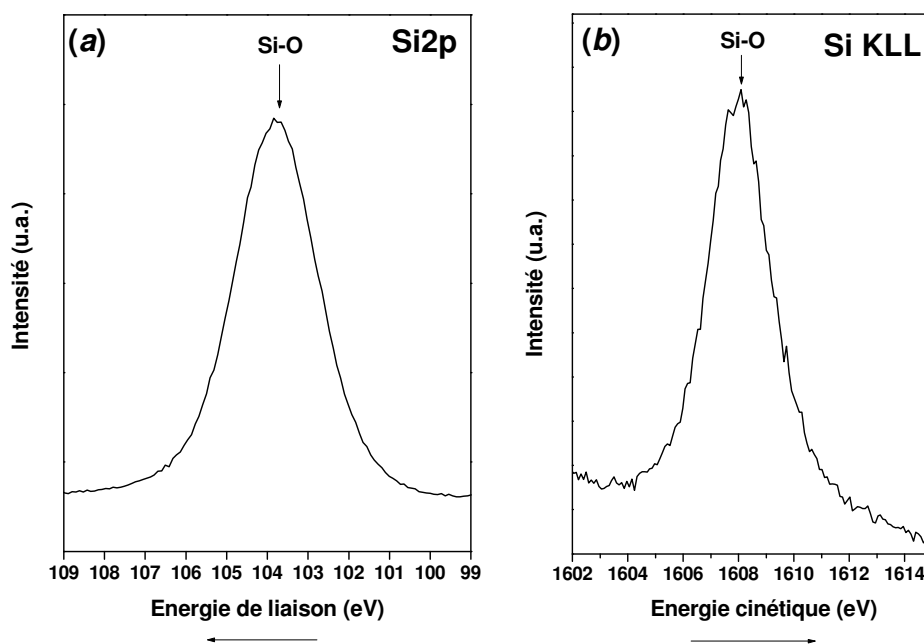 (a)
Si2p
Si-O
Intensité (u.a.)
109 108 107 106 105 104 103 102 101 100 99
Energie de liaison (eV)
(b)
Si KLL
Si-O
Intensité (u.a.)
1602 1604 1606 1608 1610 1612 1614
Energie cinétique (eV)